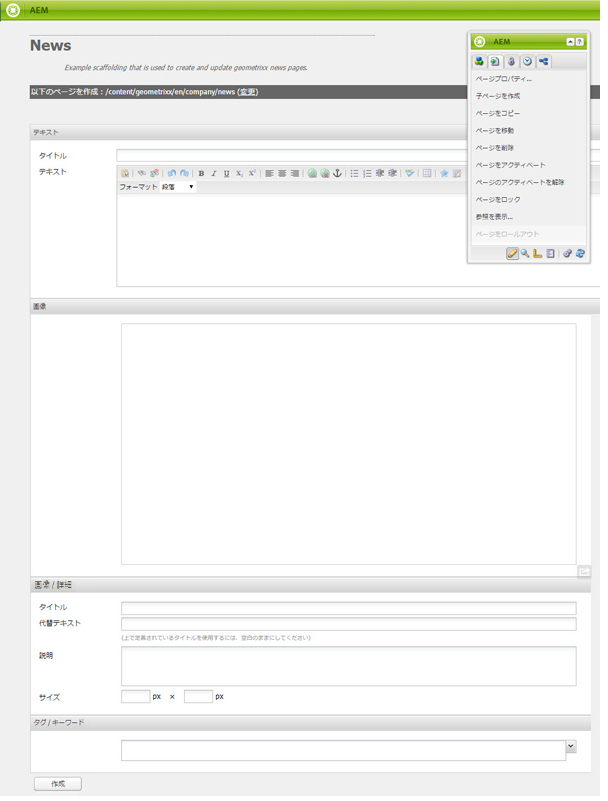 AEM
News
Example scaffolding that is used to create and update geometrixx news pages.
以下のページを作成：/content/geometrixx/en/company/news (変更)
テキスト
タイトル
テキスト
B I U X₂ X²
フォーマット 段落
AEM
ページプロパティ...
子ページを作成
ページをコピー
ページを移動
ページを削除
ページをアクティベート
ページのアクティベートを解除
ページをロック
参照を表示...
ページをロールアウト
画像
画像 / 詳細
タイトル
代替テキスト
(上で定義されているタイトルを使用するには、空白のままにしてください)
説明
サイズ px × px
タグ / キーワード
作成